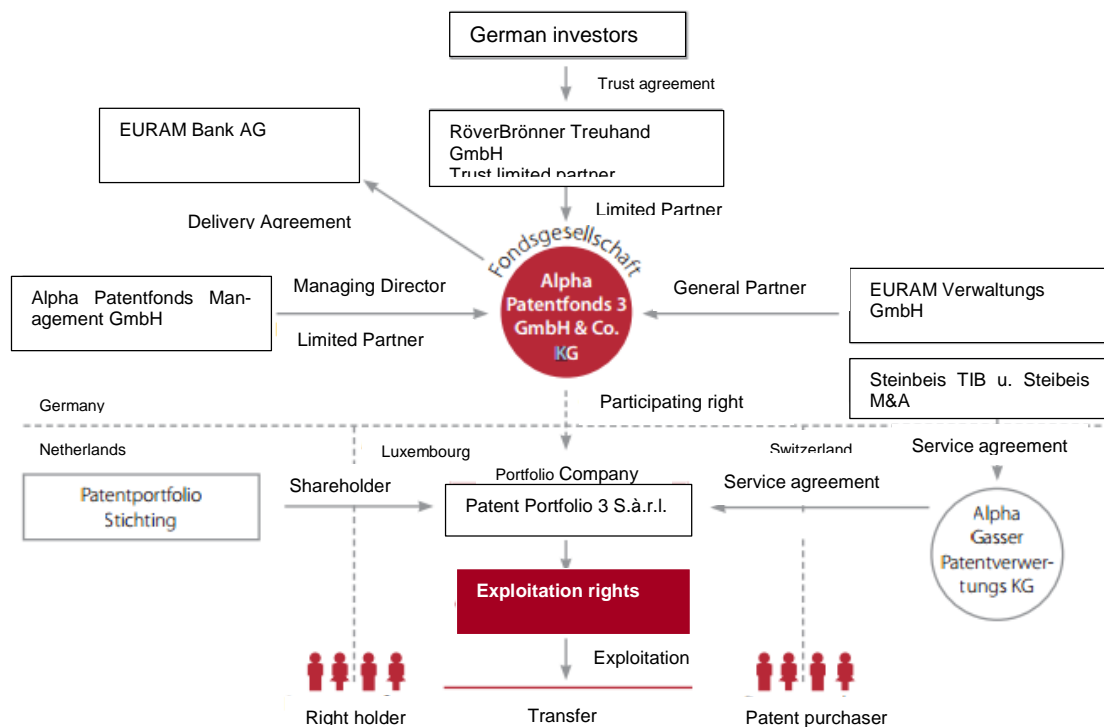 German investors
Trust agreement
EURAM Bank AG
RöverBrönner Treuhand
GmbH
Trust limited partner
Delivery Agreement
Limited Partner
Fondsgesellschaft
Alpha Patentfonds Man-
agement GmbH
Managing Director
Limited Partner
Alpha
Patentfonds 3
GmbH & Co.
KG
General Partner
EURAM Verwaltungs
GmbH
Steinbeis TIB u. Steibeis
M&A
Germany
Participating right
Netherlands
Luxembourg
Switzerland
Service agreement
Patentportfolio
Stichting
Shareholder
Portfolio Company
Patent Portfolio 3 S.à.r.l.
Service agreement
Alpha
Gasser
Patentverwer-
tungs KG
Exploitation rights
Exploitation
Right holder
Transfer
Patent purchaser